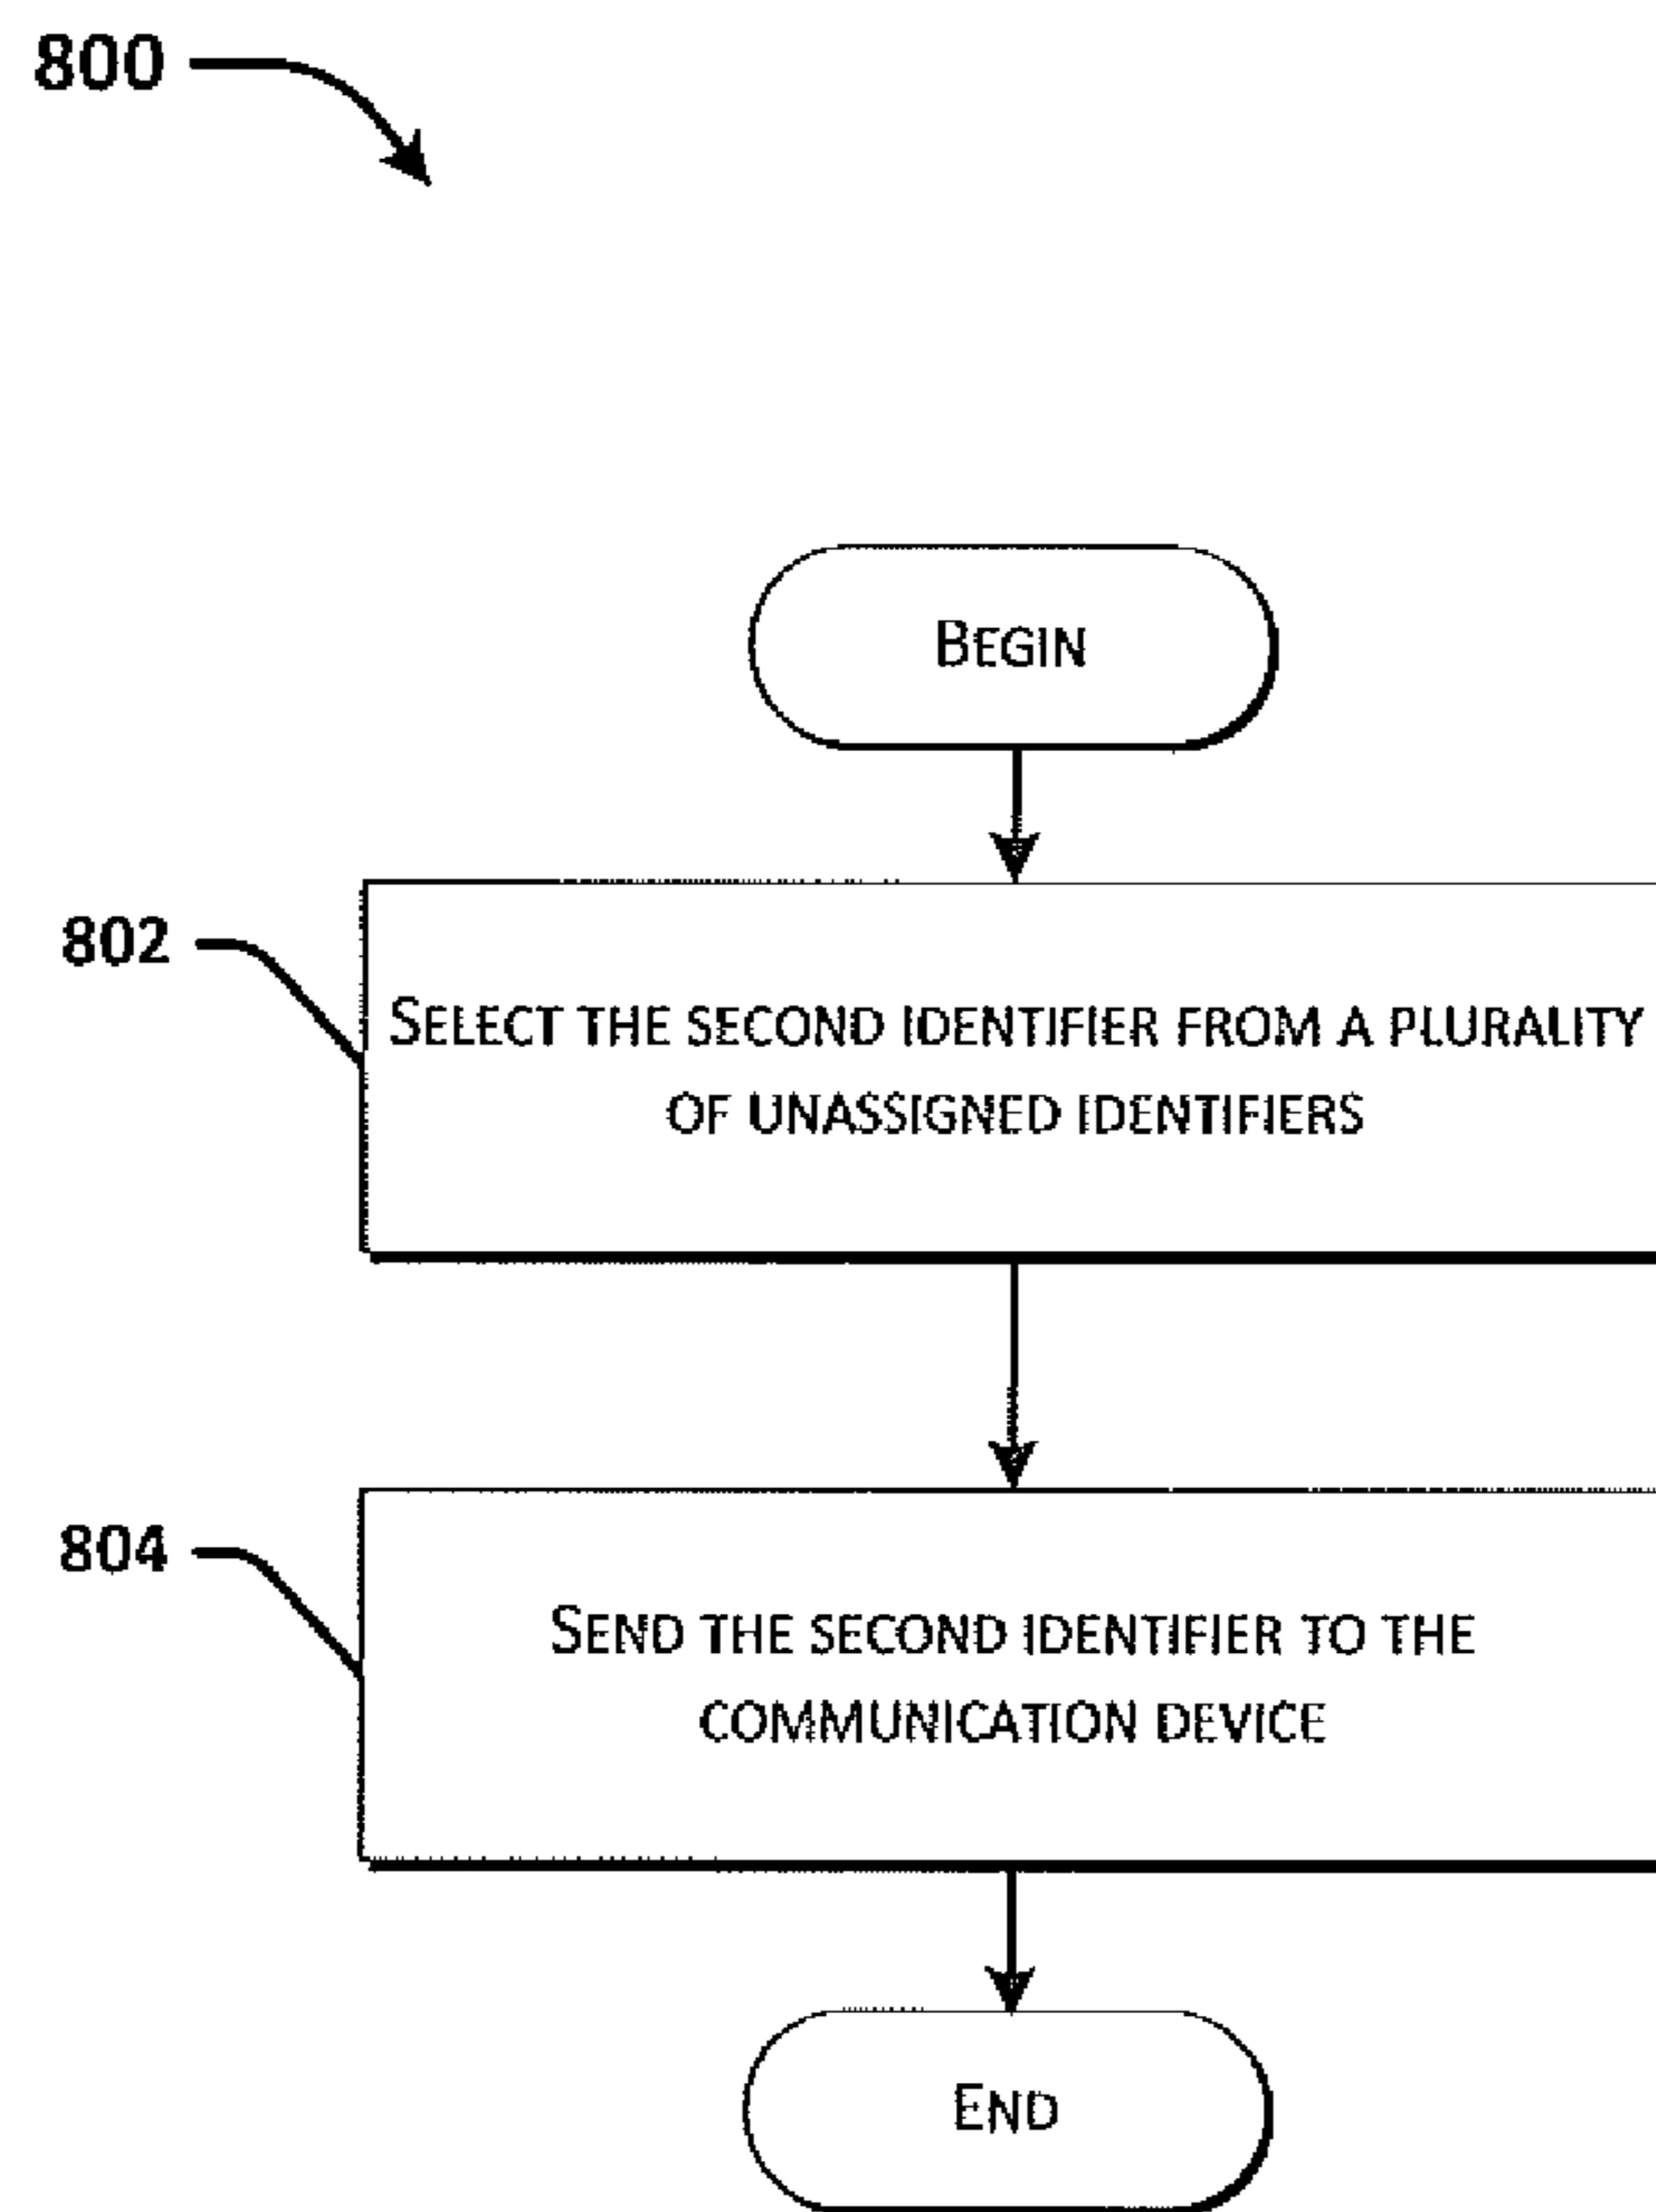 800
BEGIN
802
SELECT THE SECOND IDENTIFIER FROM A PLURALITY
OF UNASSIGNED IDENTIFIERS
804
SEND THE SECOND IDENTIFIER TO THE
COMMUNICATION DEVICE
END